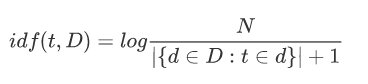 idf(t, D) = log N / |{d ∈ D : t ∈ d}| + 1